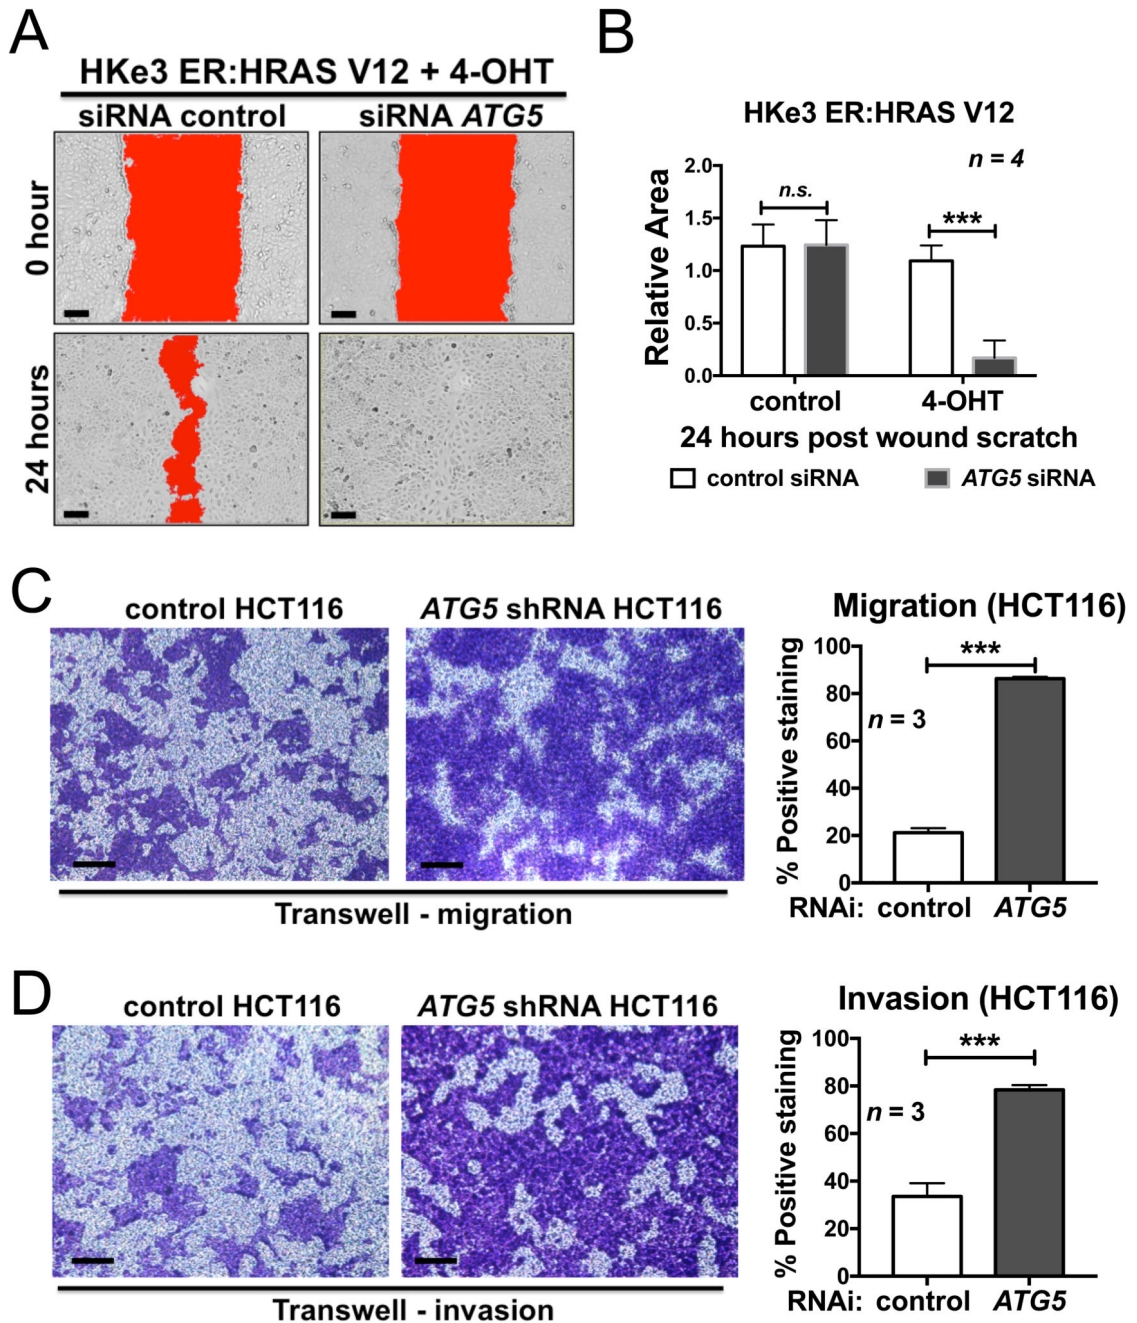 A
HKe3 ER:HRAS V12 + 4-OHT
siRNA control
siRNA ATG5
0 hour
24 hours
B
HKe3 ER:HRAS V12
n = 4
Relative Area
2.0
1.5
1.0
0.5
0.0
n.s.
***
control
4-OHT
24 hours post wound scratch
control siRNA
ATG5 siRNA
C
control HCT116
ATG5 shRNA HCT116
Transwell - migration
Migration (HCT116)
% Positive staining
100
80
60
40
20
0
***
n = 3
RNAi: control ATG5
D
control HCT116
ATG5 shRNA HCT116
Transwell - invasion
Invasion (HCT116)
% Positive staining
100
80
60
40
20
0
***
n = 3
RNAi: control ATG5